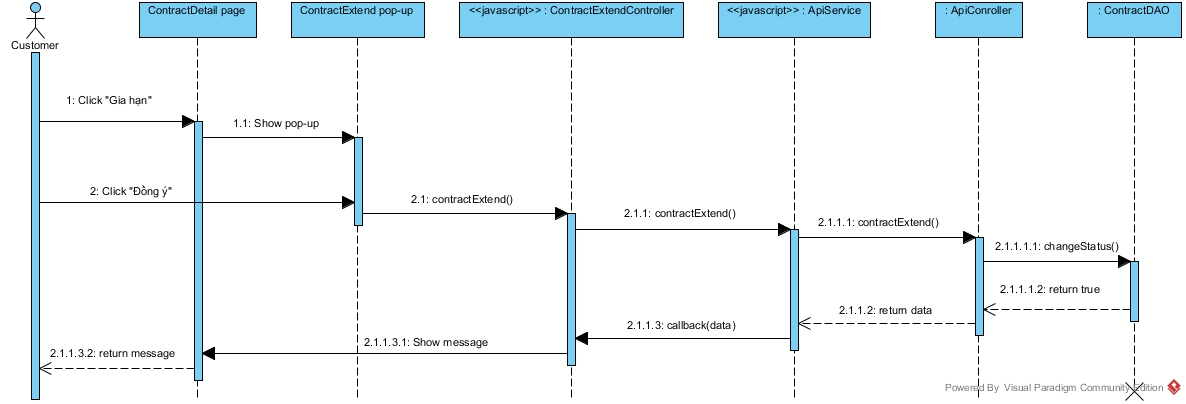 ContractDetail page
ContractExtend pop-up
<<javascript>> : ContractExtendController
<<javascript>> : ApiService
: ApiConroller
: ContractDAO
Customer
1: Click "Gia hạn"
1.1: Show pop-up
2: Click "Đồng ý"
2.1: contractExtend()
2.1.1: contractExtend()
2.1.1.1: contractExtend()
2.1.1.1.1: changeStatus()
2.1.1.1.2: return true
2.1.1.2: return data
2.1.1.3: callback(data)
2.1.1.3.1: Show message
2.1.1.3.2: return message
Powered By Visual Paradigm Community Edition